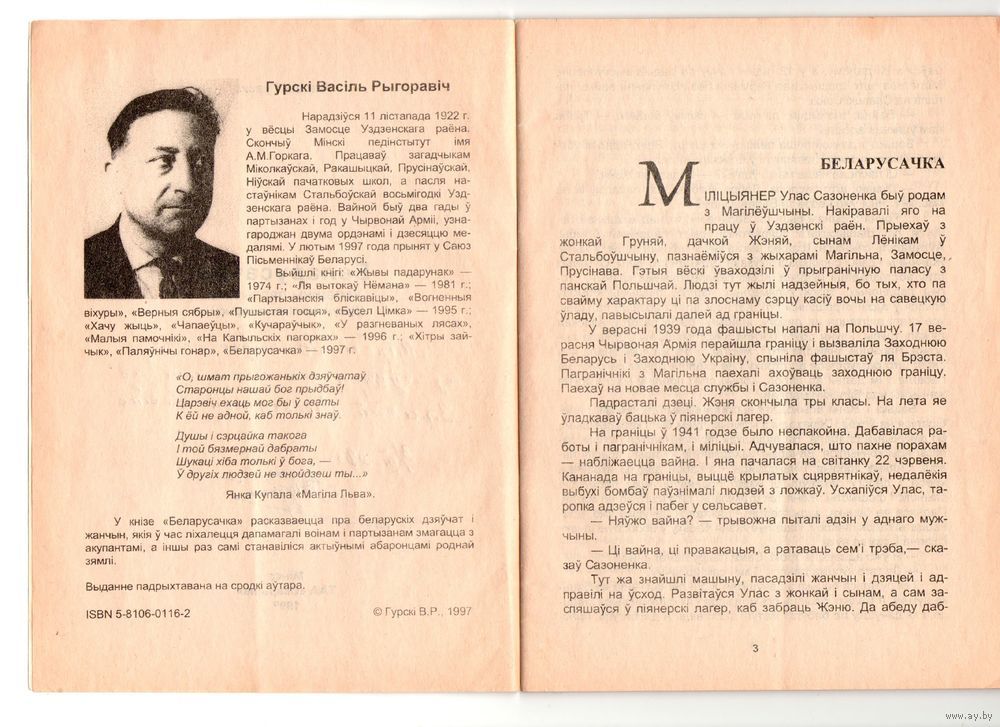 Гурскі Васіль Рыгоравіч
Нарадзіўся 11 лістапада 1922 г.
у вёсцы Замосце Уздзенскага раёна.
Скончыў Мінскі педінстытут імя
А.М.Горкага. Працаваў загадчыкам
Міколкаўскай, Ракашыцкай, Прусінаўскай,
Ніўскай пачатковых школ, а пасля на-
стаўнікам Стальбоўскай восьмігодкі Узд-
зенскага раёна. Вайной быў два гады ў
партызанах і год у Чырвонай Арміі, узна-
гароджан двума ордэнамі і дзесяццю ме-
далямі. У лютым 1997 года прынят у Саюз
Пісьменнікаў Беларусі.
Выйшлі кнігі: «Жывы падарунак» —
1974 г.; «Ля вытокаў Нёмана» — 1981 г.;
«Партызанскія бліскавіцы», «Вогненныя
віхуры», «Верныя сябры», «Пушыстая госця», «Бусел Цімка» — 1995 г.;
«Хачу жыць», «Чапаеўцы», «Кучараўчык», «У разгневаных лясах»,
«Малыя памочнікі», «На Капыльскіх пагорках» — 1996 г.; «Хітры зай-
чык», «Паляўнічы гонар», «Беларусачка» — 1997 г.
«О, шмат прыгожанькіх дзяўчатаў
Старонцы нашай бог прыдбаў!
Царэвіч ехаць мог бы ў сваты
К ёй не адной, каб толькі знаў.
Душы і сэрцайка такога
І той бязмернай дабраты
Шукаці хіба толькі ў бога, —
Ў другіх людзей не знойдзеш ты...»
Янка Купала «Магіла Льва».
У кнізе «Беларусачка» расказваецца пра беларускіх дзяўчат і
жанчын, якія ў час ліхалецця дапамагалі воінам і партызанам змагацца з
акупантамі, а іншы раз самі станавіліся актыўнымі абаронцамі роднай
зямлі.
Выданне падрыхтавана на сродкі аўтара.
ISBN 5-8106-0116-2
© Гурскі В.Р., 1997
БЕЛАРУСАЧКА
МІЛІЦЫЯНЕР Улас Сазоненка быў родам
з Магілёўшчыны. Накіравалі яго на
працу ў Уздзенскі раён. Прыехаў з
жонкай Груняй, дачкой Жэняй, сынам Лёнікам ў
Стальбоўшчыну, пазнаёміўся з жыхарамі Магільна, Замосце,
Прусінава. Гэтыя вёскі ўваходзілі ў прыгранічную паласу з
панскай Польшчай. Людзі тут жылі надзейныя, бо тых, хто па
свайму характару ці па злоснаму сэрцу касіў вочы на савецкую
ўладу, павысылалі далей ад граніцы.
У верасні 1939 года фашысты напалі на Польшчу. 17 ве-
расня Чырвоная Армія перайшла граніцу і вызваліла Заходнюю
Беларусь і Заходнюю Украіну, спыніла фашыстаў ля Брэста.
Пагранічнікі з Магільна паехалі ахоўваць заходнюю граніцу.
Паехаў на новае месца службы і Сазоненка.
Падрасталі дзеці. Жэня скончыла тры класы. На лета яе
ўладкаваў бацька ў піянерскі лагер.
На граніцы ў 1941 годзе было неспакойна. Дабавілася ра-
боты і пагранічнікам, і міліцыі. Адчувалася, што пахне порахам
— набліжаецца вайна. І яна пачалася на світанку 22 чэрвеня.
Кананада на граніцы, выццё крылатых сцярвятнікаў, недалёкія
выбухі бомбаў паўзнімалі людзей з ложкаў. Усхапіўся Улас, та-
ропка адзеўся і пабег у сельсавет.
— Няўжо вайна? — трывожна пыталі адзін у аднаго муж-
чыны.
— Ці вайна, ці правакацыя, а ратаваць сем'і трэба,— ска-
заў Сазоненка.
Тут жа знайшлі машыну, пасадзілі жанчын і дзяцей і ад-
правілі на ўсход. Развітаўся Улас з жонкай і сынам, а сам за-
спяшаўся ў піянерскі лагер, каб забраць Жэню. Да абеду даб-
3
www.ay.by